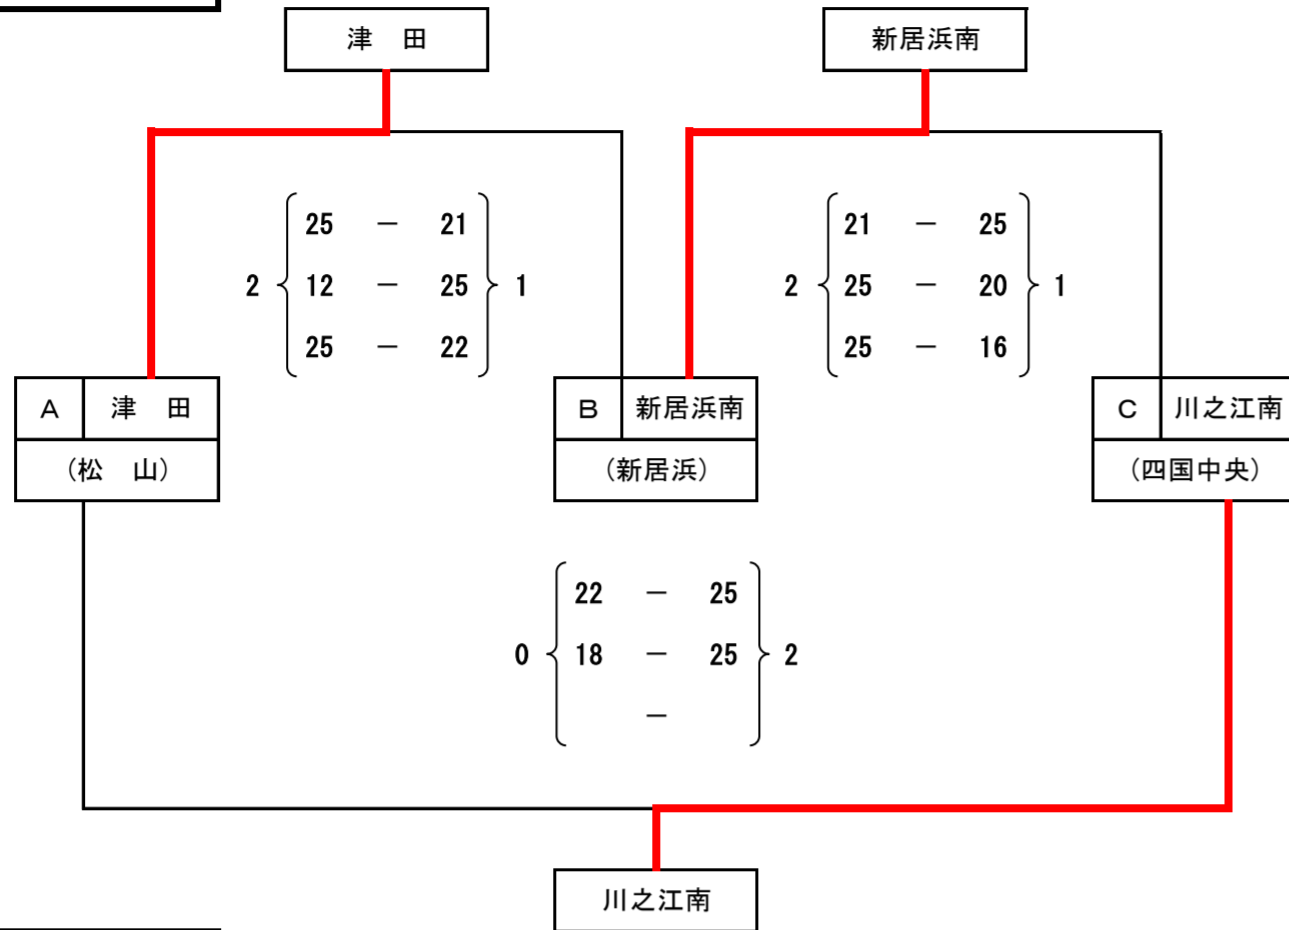 津　田
新居浜南
25 － 21
2 12 － 25 1
25 － 22
21 － 25
2 25 － 20 1
25 － 16
A 津　田
(松　山)
B 新居浜南
(新居浜)
C 川之江南
(四国中央)
22 － 25
0 18 － 25 2
－
川之江南